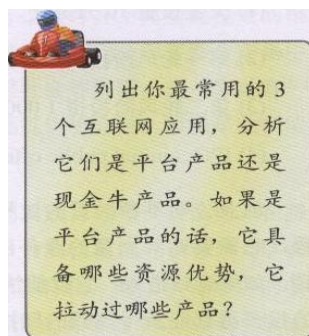 列出你最常用的3
个互联网应用，分析
它们是平台产品还是
现金牛产品。如果是
平台产品的话，它具
备哪些资源优势，它
拉动过哪些产品？